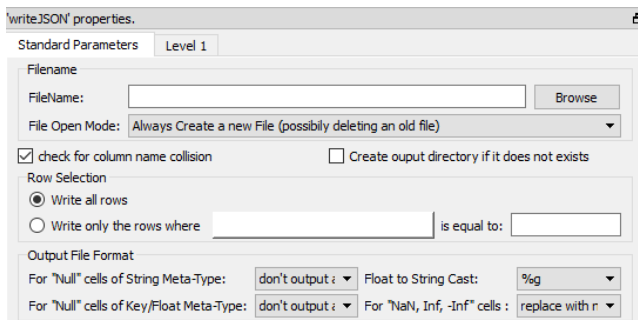 'writeJSON' properties.
Standard Parameters Level 1
Filename
FileName: Browse
File Open Mode: Always Create a new File (possibily deleting an old file)
check for column name collision Create ouput directory if it does not exists
Row Selection
Write all rows
Write only the rows where is equal to:
Output File Format
For "Null" cells of String Meta-Type: don't output Float to String Cast: %g
For "Null" cells of Key/Float Meta-Type: don't output For "NaN, Inf, -Inf" cells : replace with